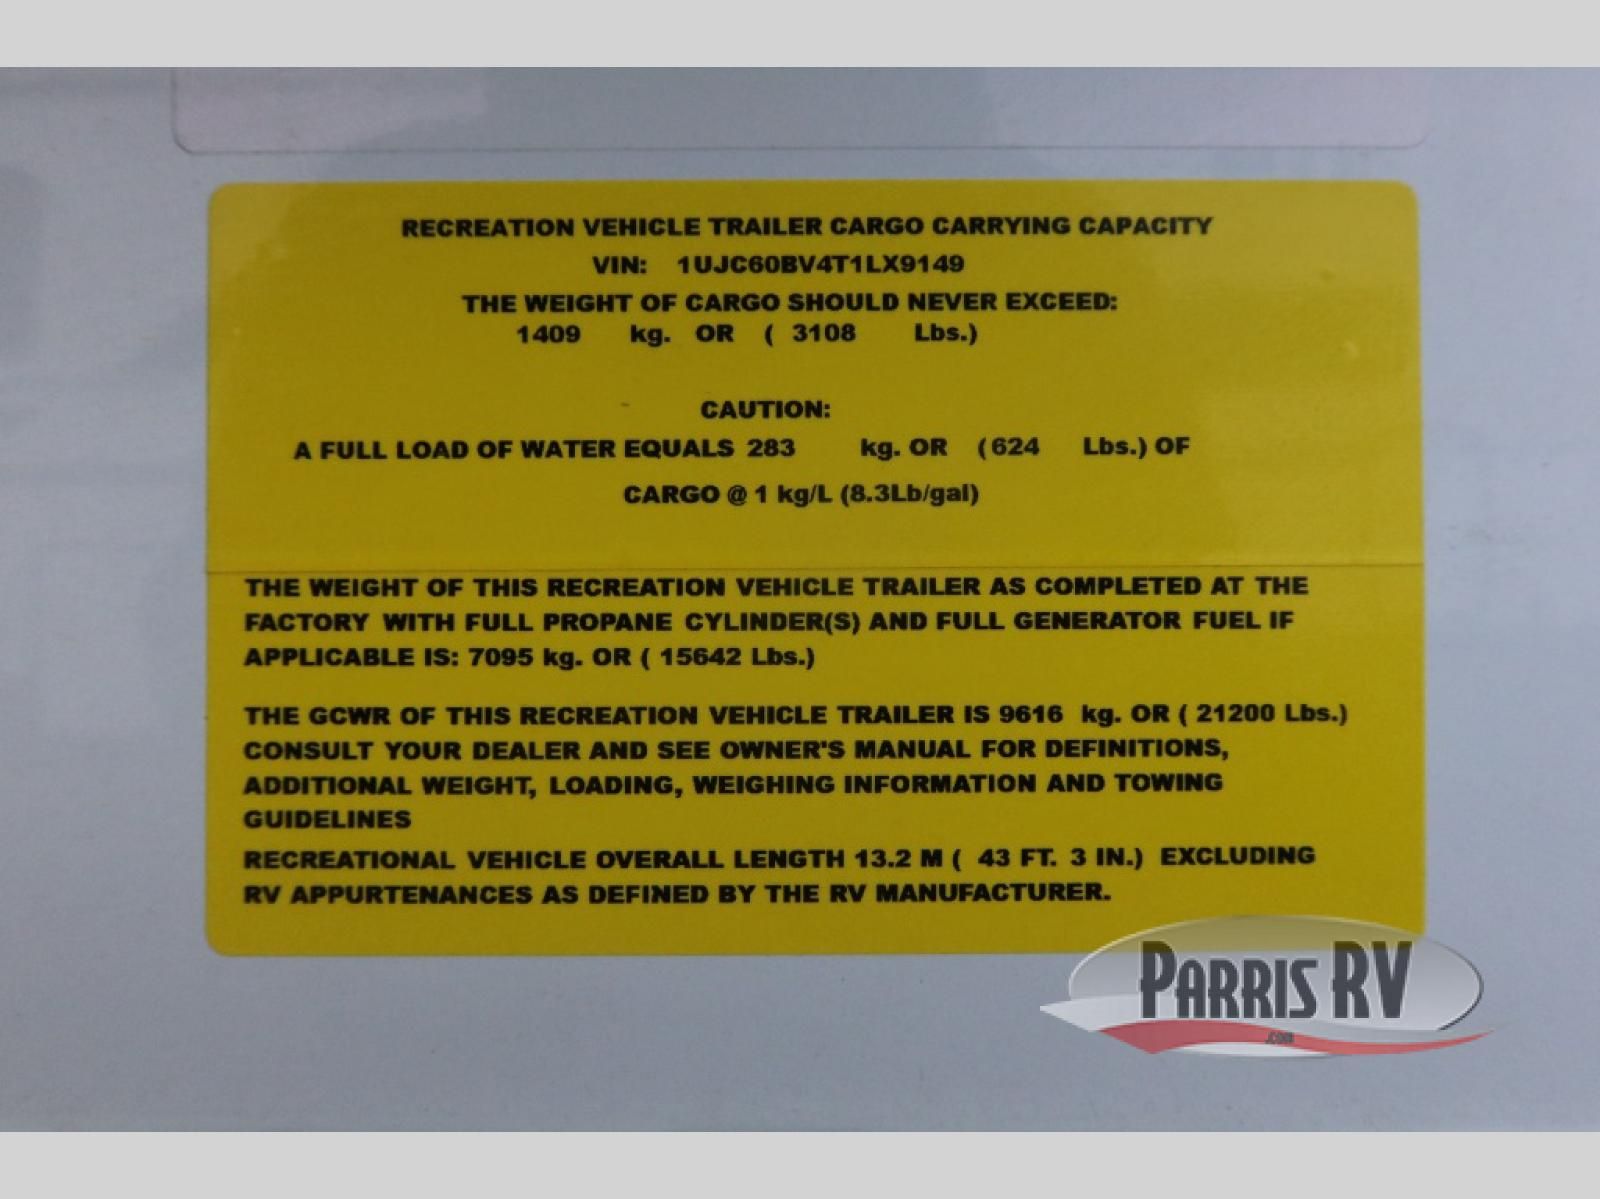 RECREATION VEHICLE TRAILER CARGO CARRYING CAPACITY
VIN: 1UJC60BV4T1LX9149
THE WEIGHT OF CARGO SHOULD NEVER EXCEED:
1409 kg. OR ( 3108 Lbs.)
CAUTION:
A FULL LOAD OF WATER EQUALS 283 kg. OR (624 Lbs.) OF
CARGO @ 1 kg/L (8.3Lb/gal)
THE WEIGHT OF THIS RECREATION VEHICLE TRAILER AS COMPLETED AT THE
FACTORY WITH FULL PROPANE CYLINDER(S) AND FULL GENERATOR FUEL IF
APPLICABLE IS: 7095 kg. OR ( 15642 Lbs.)
THE GCWR OF THIS RECREATION VEHICLE TRAILER IS 9616 kg. OR ( 21200 Lbs.)
CONSULT YOUR DEALER AND SEE OWNER'S MANUAL FOR DEFINITIONS,
ADDITIONAL WEIGHT, LOADING, WEIGHING INFORMATION AND TOWING
GUIDELINES
RECREATIONAL VEHICLE OVERALL LENGTH 13.2 M ( 43 FT. 3 IN.) EXCLUDING
RV APPURTENANCES AS DEFINED BY THE RV MANUFACTURER.
PARRIS RV
.COM